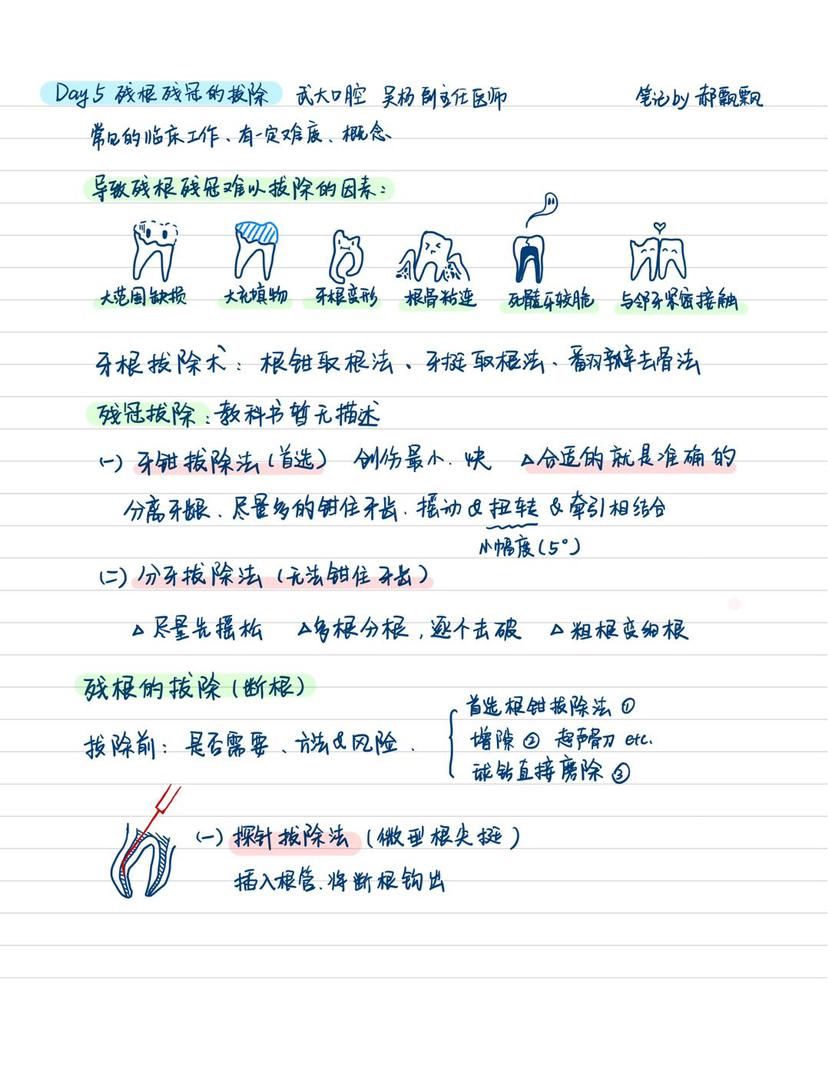 Day 5 残根残冠的拔除 武大口腔 吴杨副主任医师 笔记by 郝飘飘
常见的临床工作、有一定难度、概念
导致残根残冠难以拔除的因素：
大范围缺损 大充填物 牙根变形 根骨粘连 死髓牙较脆 与邻牙紧密接触
牙根拔除术：根钳取根法、牙挺取根法、翻瓣去骨法
残冠拔除：教科书暂无描述
(一) 牙钳拔除法(首选) 创伤最小、快 △合适的就是准确的
分离牙龈、尽量多的钳住牙齿、摇动&扭转&牵引相结合
小幅度(5°)
(二) 分牙拔除法(无法钳住牙齿)
△尽量先摇松 △多根分根，逐个击破 △粗根变细根
残根的拔除(断根)
拔除前：是否需要、方法&风险.
首选根钳拔除法①
增隙② 超声骨刀 etc.
球钻直接磨除③
(一) 探针拔除法 (微型根尖挺)
插入根管、将断根钩出